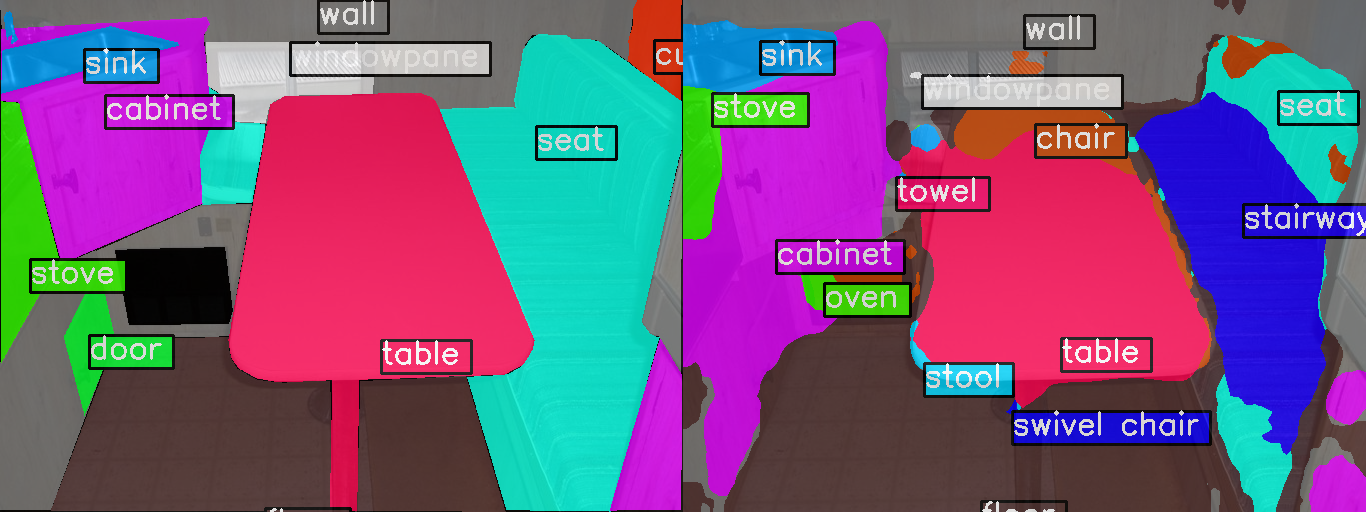 wall
windowpane
sink
cabinet
seat
stove
door
table
wall
sink
windowpane
stove
seat
chair
towel
stairway
cabinet
oven
table
stool
swivel chair
floor